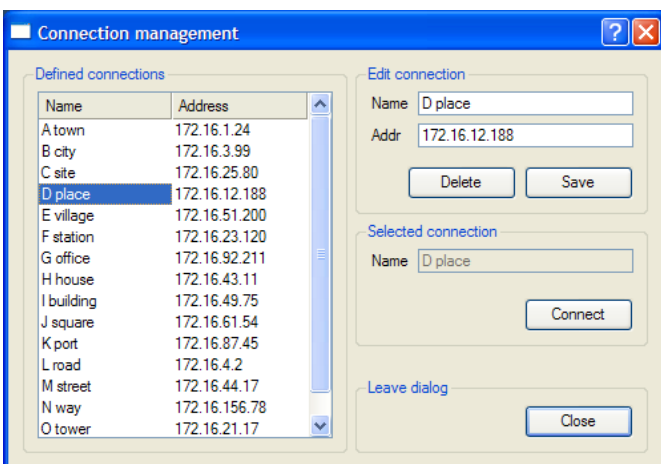 Connection management
Defined connections
Name Address
A town 172.16.1.24
B city 172.16.3.99
C site 172.16.25.80
D place 172.16.12.188
E village 172.16.51.200
F station 172.16.23.120
G office 172.16.92.211
H house 172.16.43.11
I building 172.16.49.75
J square 172.16.61.54
K port 172.16.87.45
L road 172.16.4.2
M street 172.16.44.17
N way 172.16.156.78
O tower 172.16.21.17
Edit connection
Name D place
Addr 172.16.12.188
Delete Save
Selected connection
Name D place
Connect
Leave dialog
Close